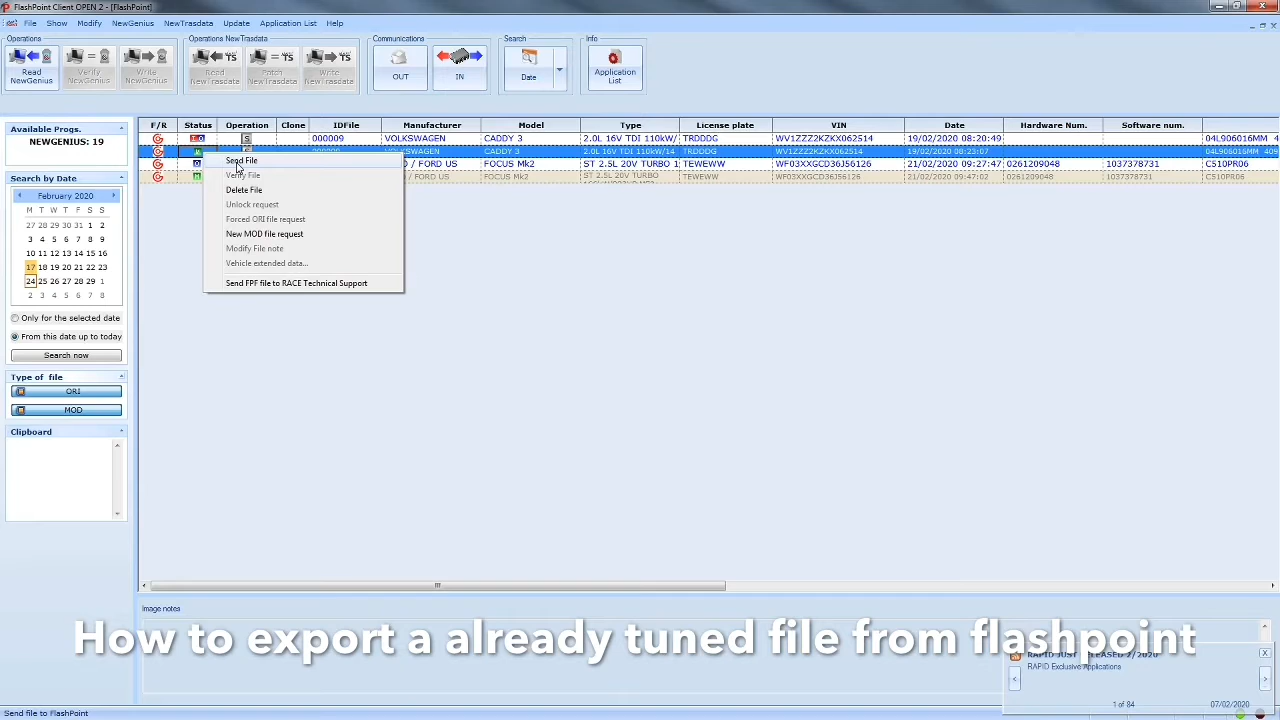 FlashPoint Client OPEN 2 - [FlashPoint]
File Show Modify NewGenius NewTrasdata Update Application List Help
Operations Operations NewTrasdata Communications Search Info
Read NewGenius Verify NewGenius Write NewGenius Read NewTrasdata Patch NewTrasdata Write NewTrasdata OUT IN Date Application List
TS TS TS
Available Progs.
NEWGENIUS: 19
Search by Date
February 2020
M T W T F S S
27 28 29 30 31 1 2
3 4 5 6 7 8 9
10 11 12 13 14 15 16
17 18 19 20 21 22 23
24 25 26 27 28 29 1
2 3 4 5 6 7 8
Only for the selected date
From this date up to today
Search now
Type of file
ORI
MOD
Clipboard
F/R Status Operation Clone IDFile Manufacturer Model Type License plate VIN Date Hardware Num. Software num.
S 000009 VOLKSWAGEN CADDY 3 2.0L 16V TDI 110kW/ TRDDDG WV1ZZZ2KZKX062514 19/02/2020 08:20:49 04L906016MM
M VOLKSWAGEN CADDY 3 2.0L 16V TDI 110kW/14 TRDDDG WV1ZZZ2KZKX062514 19/02/2020 08:23:07 04L906016MM 409
O D / FORD US FOCUS Mk2 ST 2.5L 20V TURBO 1 TEWEWW WF03XXGCD36J56126 21/02/2020 09:27:47 0261209048 1037378731 C510PR06
M / FORD US FOCUS Mk2 ST 2.5L 20V TURBO TEWEWW WF03XXGCD36J56126 21/02/2020 09:47:02 0261209048 1037378731 C510PR06
Send File
Verify File
Delete File
Unlock request
Forced ORI file request
New MOD file request
Modify File note
Vehicle extended data...
Send FPF file to RACE Technical Support
Image notes
How to export a already tuned file from flashpoint
RAPID JUST RELEASED 2/2020
RAPID Exclusive Applications
1 of 84 07/02/2020
Send file to FlashPoint